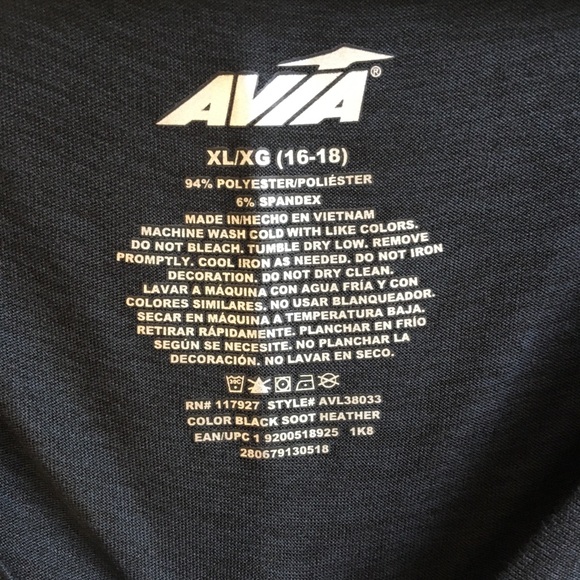 AVIA®
XL/XG (16-18)
94% POLYESTER/POLIÉSTER
6% SPANDEX
MADE IN/HECHO EN VIETNAM
MACHINE WASH COLD WITH LIKE COLORS.
DO NOT BLEACH. TUMBLE DRY LOW. REMOVE
PROMPTLY. COOL IRON AS NEEDED. DO NOT IRON
DECORATION. DO NOT DRY CLEAN.
LAVAR A MÁQUINA CON AGUA FRÍA Y CON
COLORES SIMILARES. NO USAR BLANQUEADOR.
SECAR EN MÁQUINA A TEMPERATURA BAJA.
RETIRAR RÁPIDAMENTE. PLANCHAR EN FRÍO
SEGÚN SE NECESITE. NO PLANCHAR LA
DECORACIÓN. NO LAVAR EN SECO.
30C
RN# 117927 STYLE# AVL38033
COLOR BLACK SOOT HEATHER
EAN/UPC 1 9200518925 1K8
280679130518